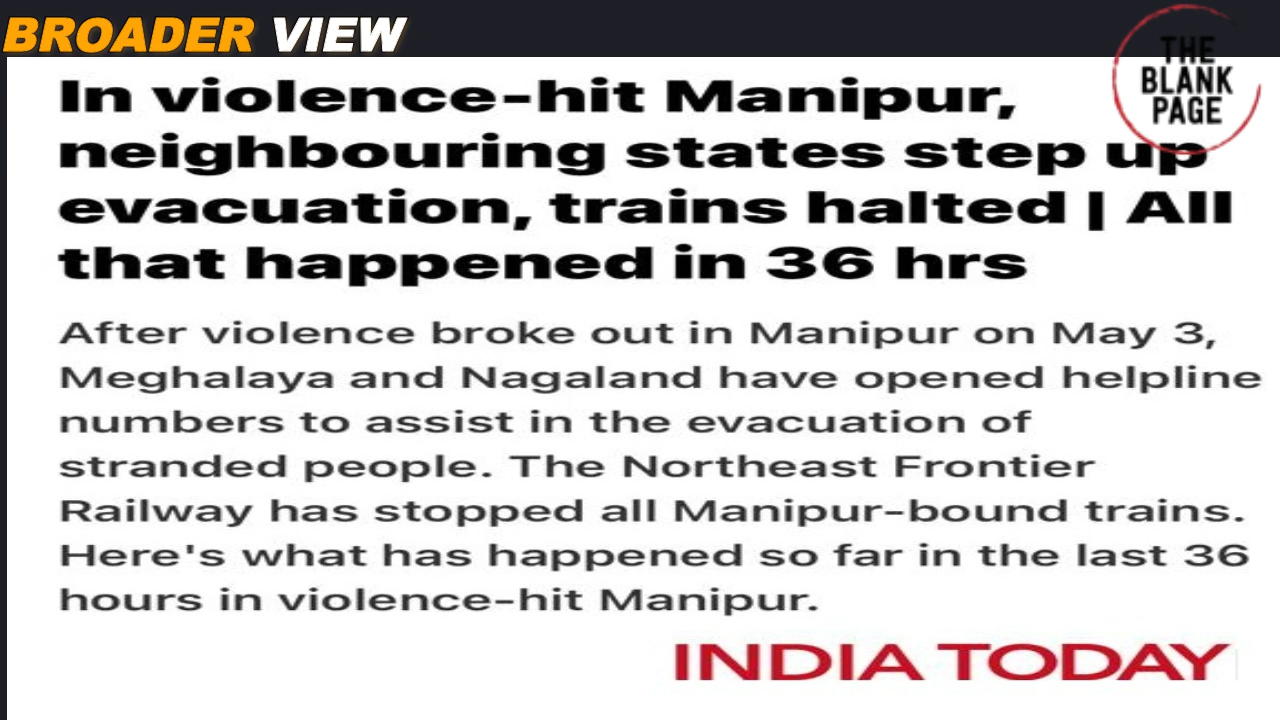 BROADER VIEW
THE
BLANK
PAGE
In violence-hit Manipur,
neighbouring states step up
evacuation, trains halted | All
that happened in 36 hrs
After violence broke out in Manipur on May 3,
Meghalaya and Nagaland have opened helpline
numbers to assist in the evacuation of
stranded people. The Northeast Frontier
Railway has stopped all Manipur-bound trains.
Here's what has happened so far in the last 36
hours in violence-hit Manipur.
INDIA TODAY